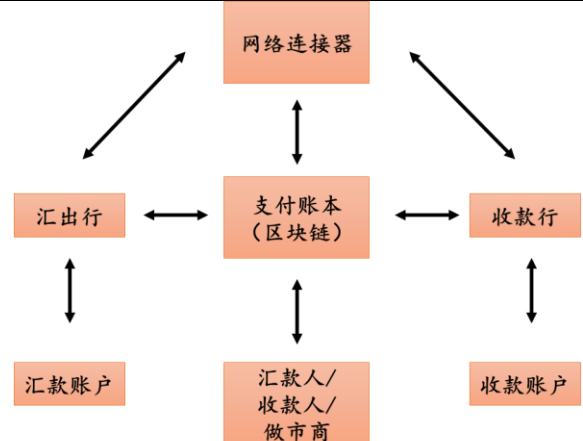 网络连接器
汇出行
支付账本
（区块链）
收款行
汇款账户
汇款人/
收款人/
做市商
收款账户